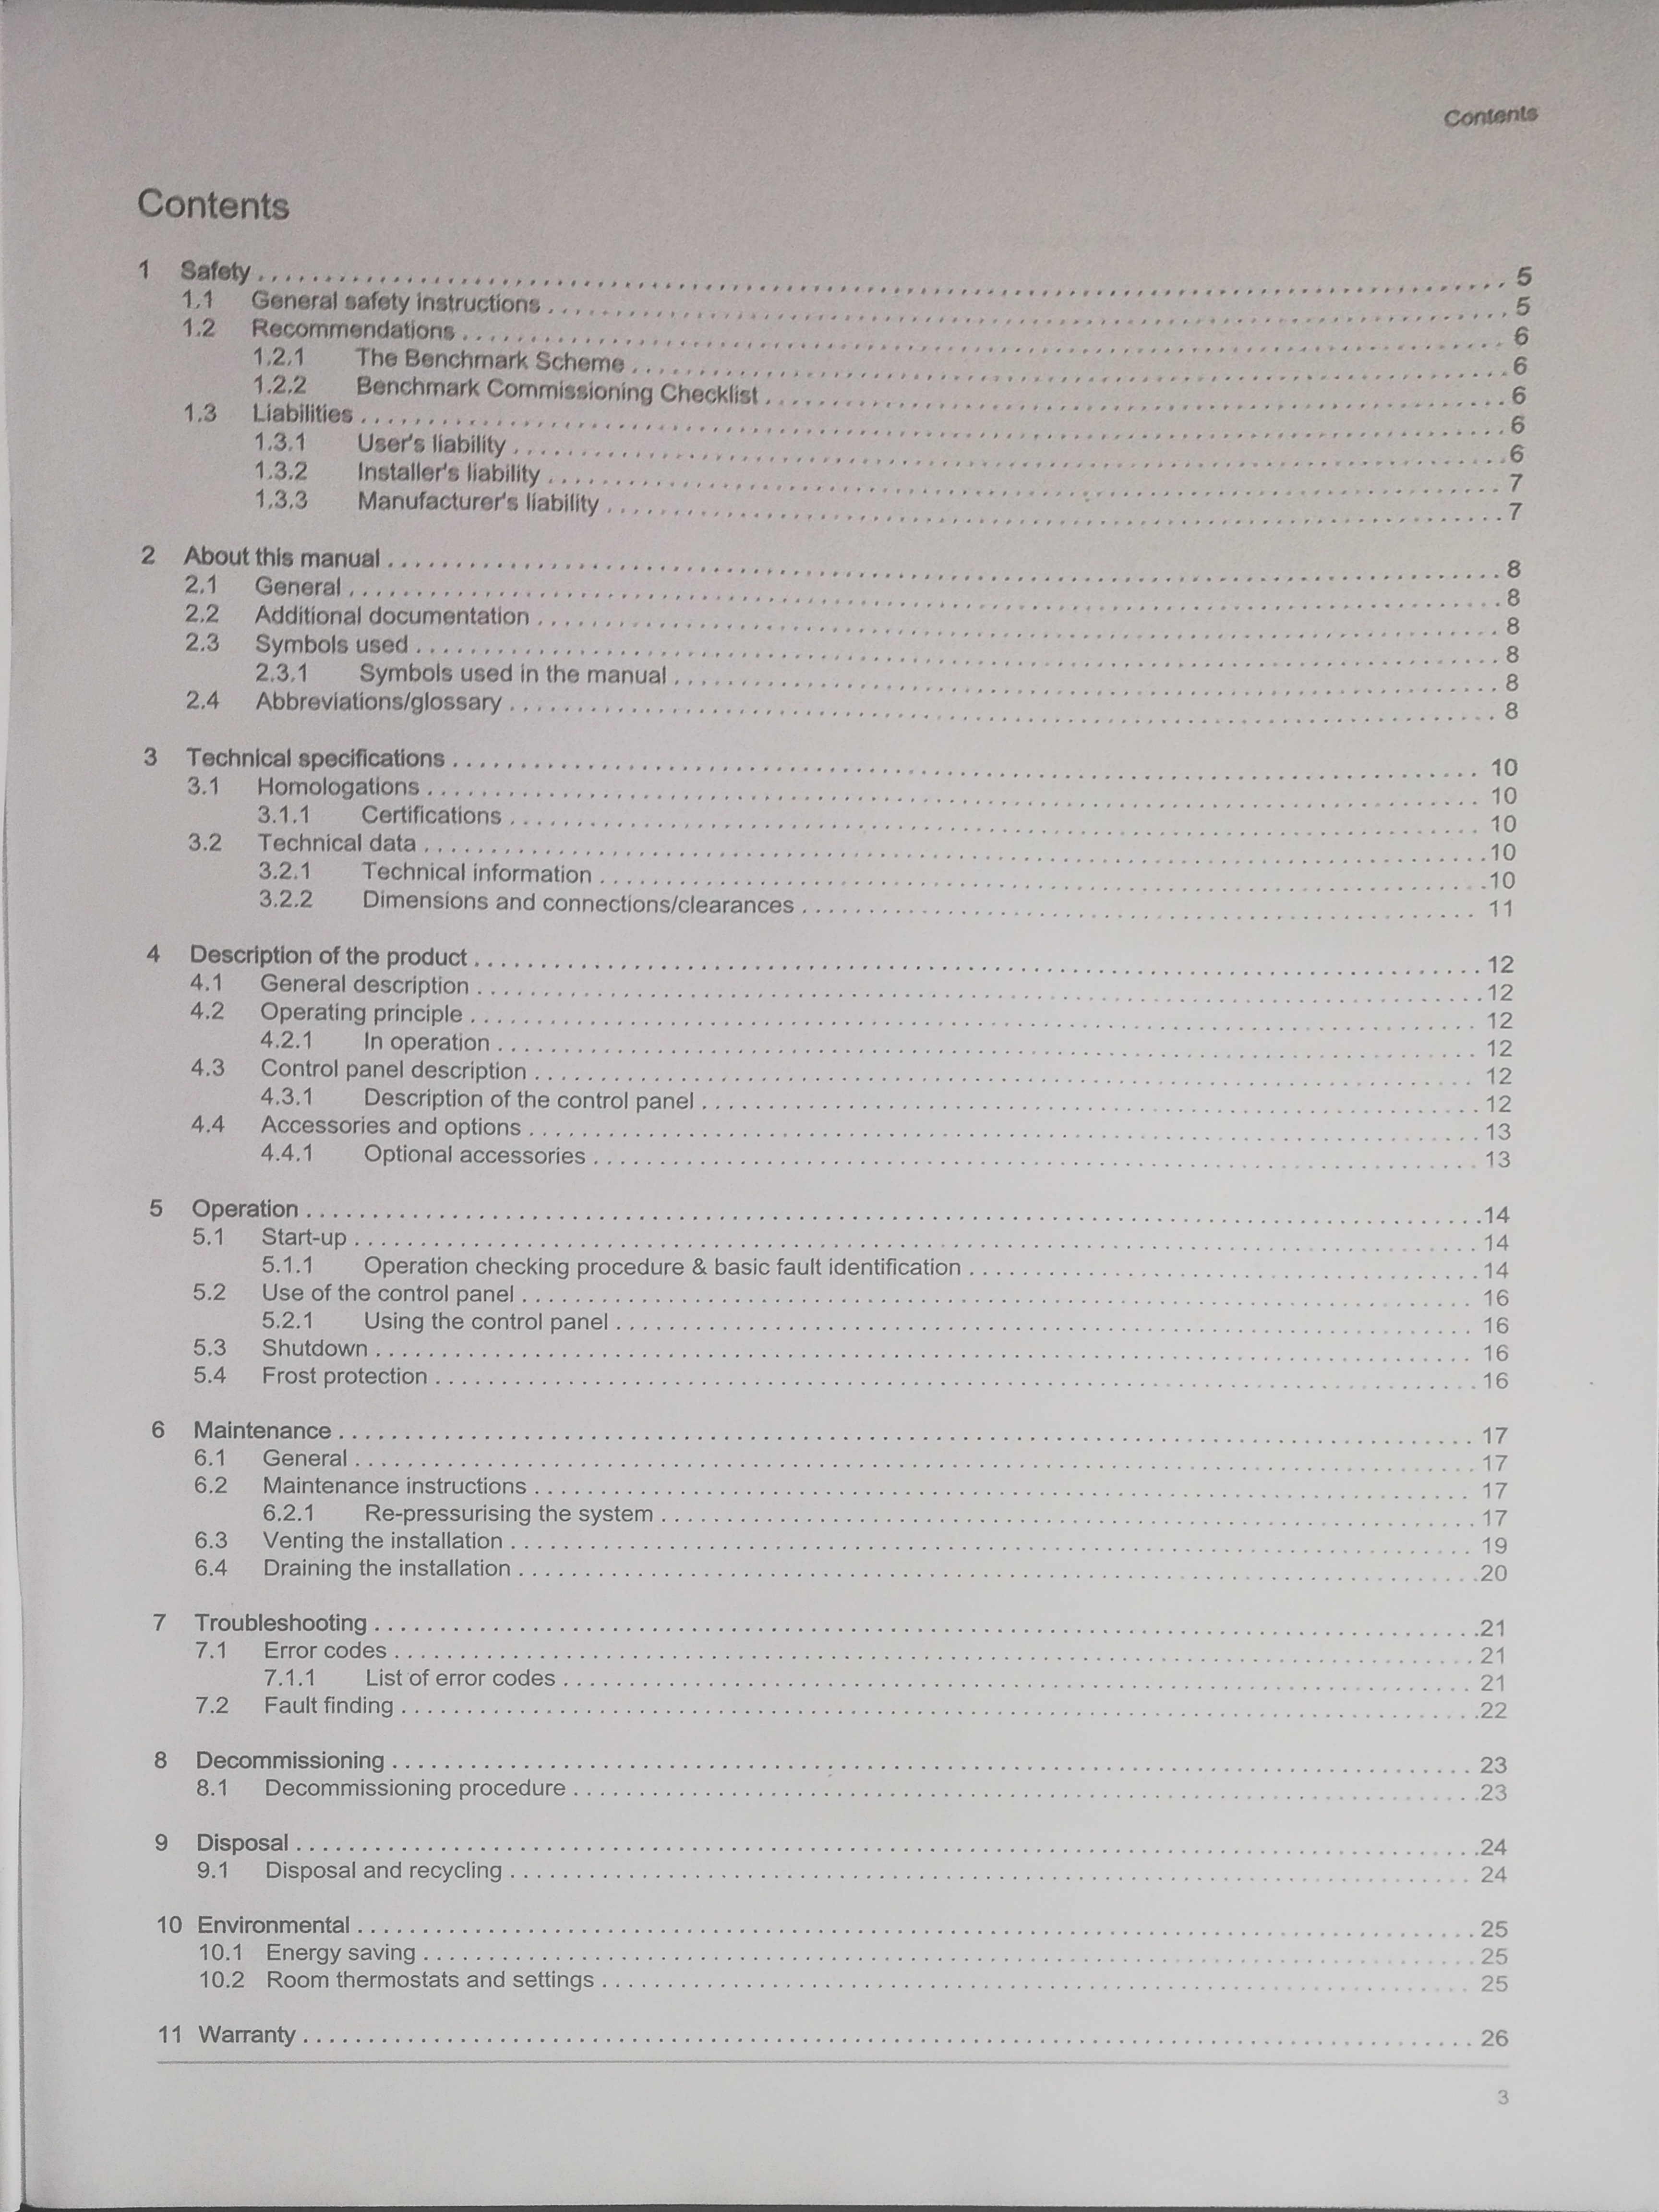 Contents
Contents
1 Safety 5
1.1 General safety instructions 5
1.2 Recommendations 6
1.2.1 The Benchmark Scheme 6
1.2.2 Benchmark Commissioning Checklist 6
1.3 Liabilities 6
1.3.1 User's liability 6
1.3.2 Installer's liability 7
1.3.3 Manufacturer's liability 7
2 About this manual 8
2.1 General 8
2.2 Additional documentation 8
2.3 Symbols used 8
2.3.1 Symbols used in the manual 8
2.4 Abbreviations/glossary 8
3 Technical specifications 10
3.1 Homologations 10
3.1.1 Certifications 10
3.2 Technical data 10
3.2.1 Technical information 10
3.2.2 Dimensions and connections/clearances 11
4 Description of the product 12
4.1 General description 12
4.2 Operating principle 12
4.2.1 In operation 12
4.3 Control panel description 12
4.3.1 Description of the control panel 12
4.4 Accessories and options 13
4.4.1 Optional accessories 13
5 Operation 14
5.1 Start-up 14
5.1.1 Operation checking procedure & basic fault identification 14
5.2 Use of the control panel 16
5.2.1 Using the control panel 16
5.3 Shutdown 16
5.4 Frost protection 16
6 Maintenance 17
6.1 General 17
6.2 Maintenance instructions 17
6.2.1 Re-pressurising the system 17
6.3 Venting the installation 19
6.4 Draining the installation 20
7 Troubleshooting 21
7.1 Error codes 21
7.1.1 List of error codes 21
7.2 Fault finding 22
8 Decommissioning 23
8.1 Decommissioning procedure 23
9 Disposal 24
9.1 Disposal and recycling 24
10 Environmental 25
10.1 Energy saving 25
10.2 Room thermostats and settings 25
11 Warranty 26
3